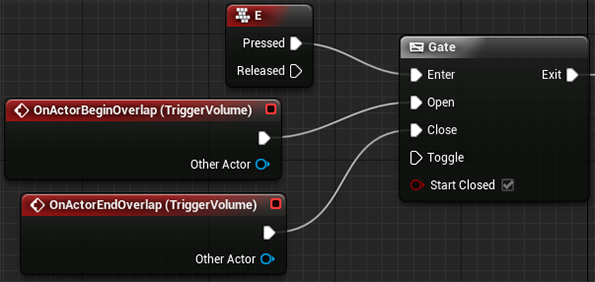 E
Pressed
Released
Gate
Enter
Exit
Open
Close
Toggle
Start Closed
OnActorBeginOverlap (TriggerVolume)
Other Actor
OnActorEndOverlap (TriggerVolume)
Other Actor